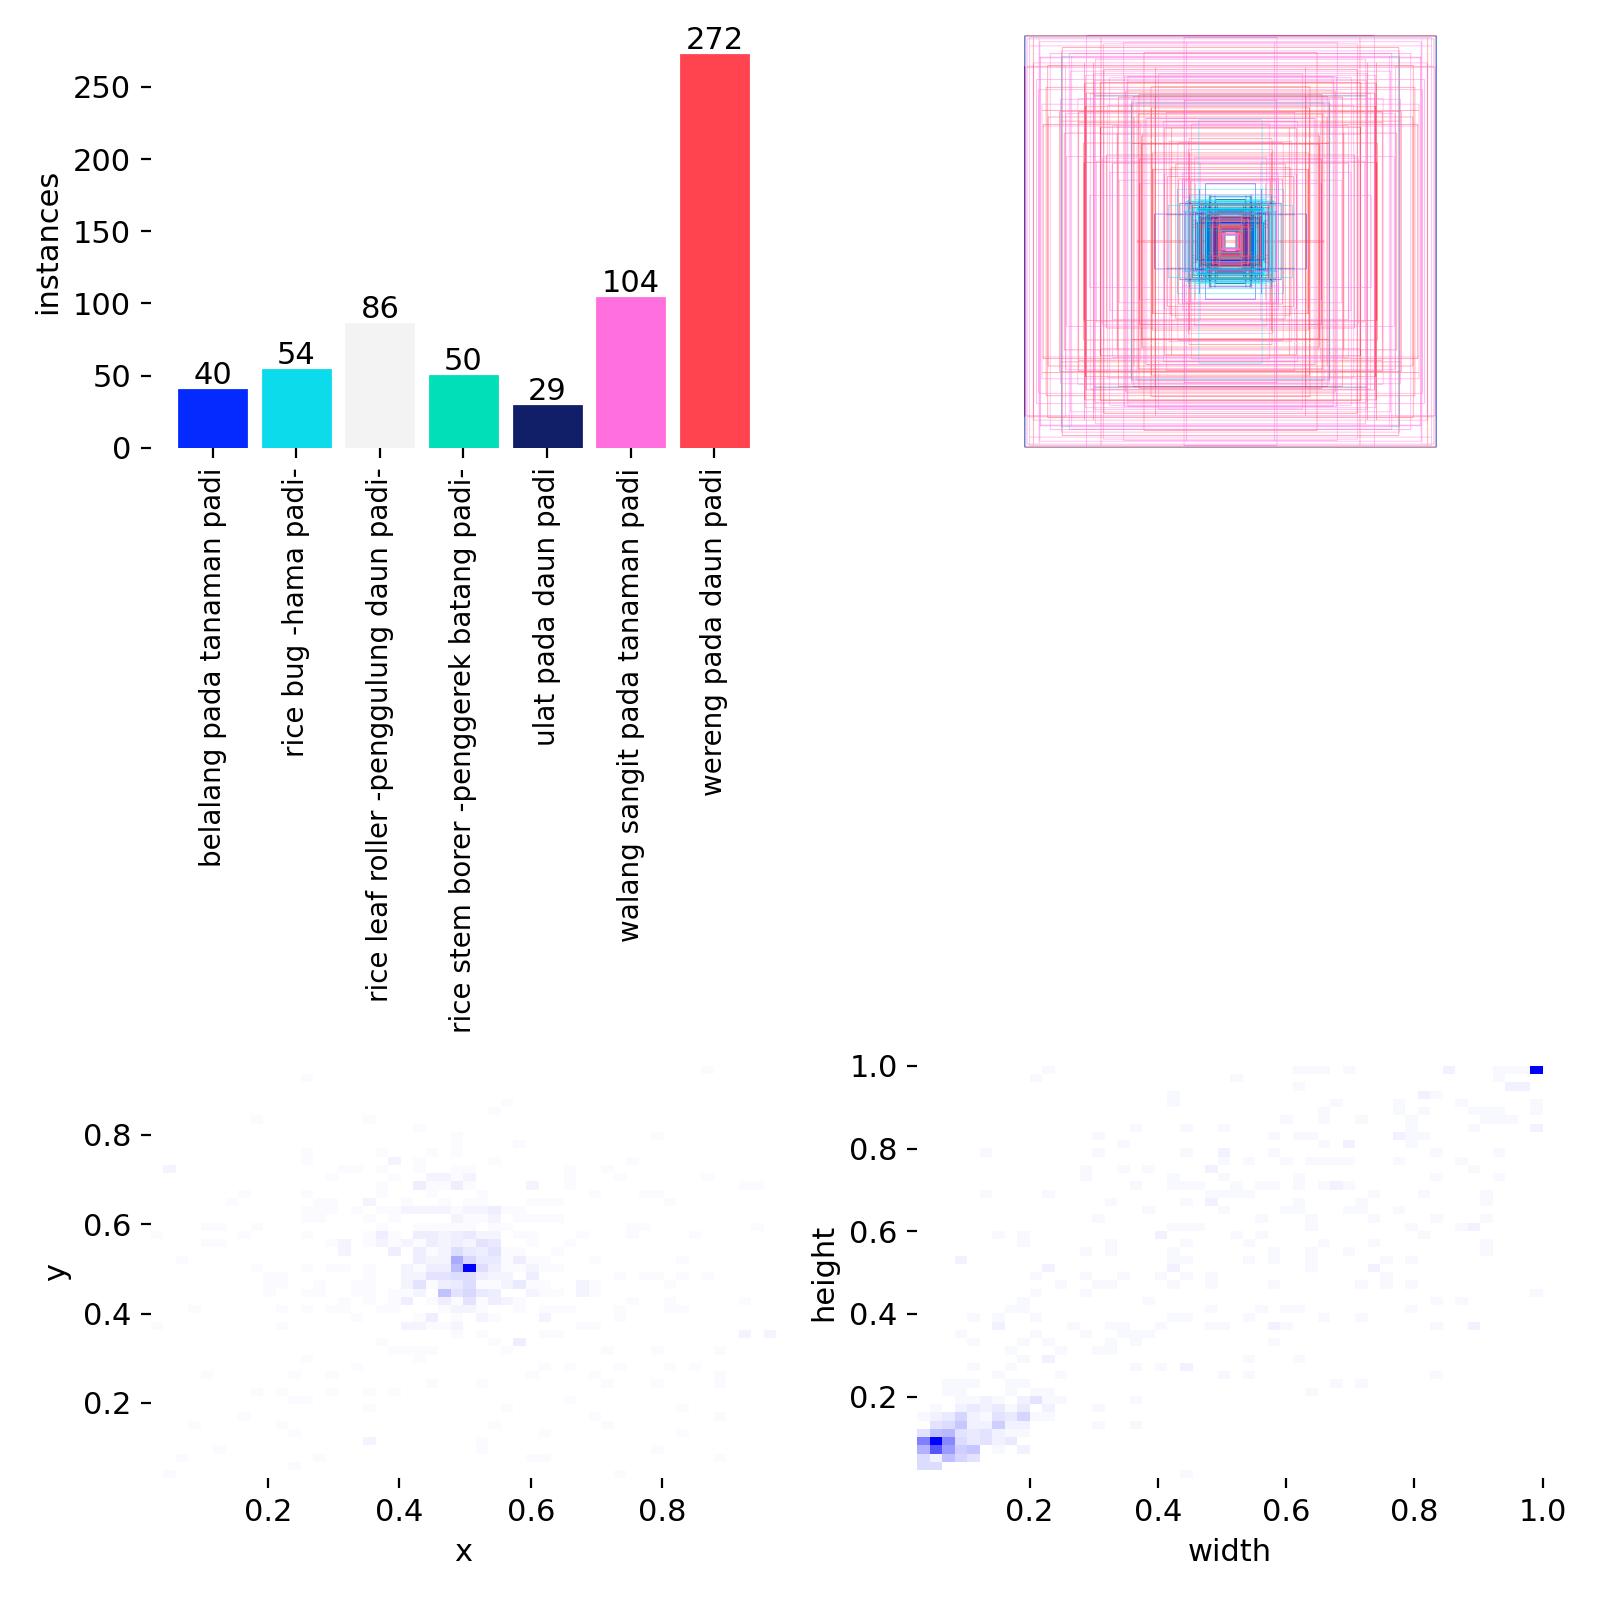 272
250
200
150
104
100
86
54
50
50
40
29
0
instances
belalang pada tanaman padi
rice bug -hama padi-
rice leaf roller -penggulung daun padi-
rice stem borer -penggerek batang padi-
ulat pada daun padi
walang sangit pada tanaman padi
wereng pada daun padi
0.8
0.6
0.4
0.2
y
0.2
0.4
0.6
0.8
x
1.0
0.8
0.6
0.4
0.2
height
0.2
0.4
0.6
0.8
1.0
width